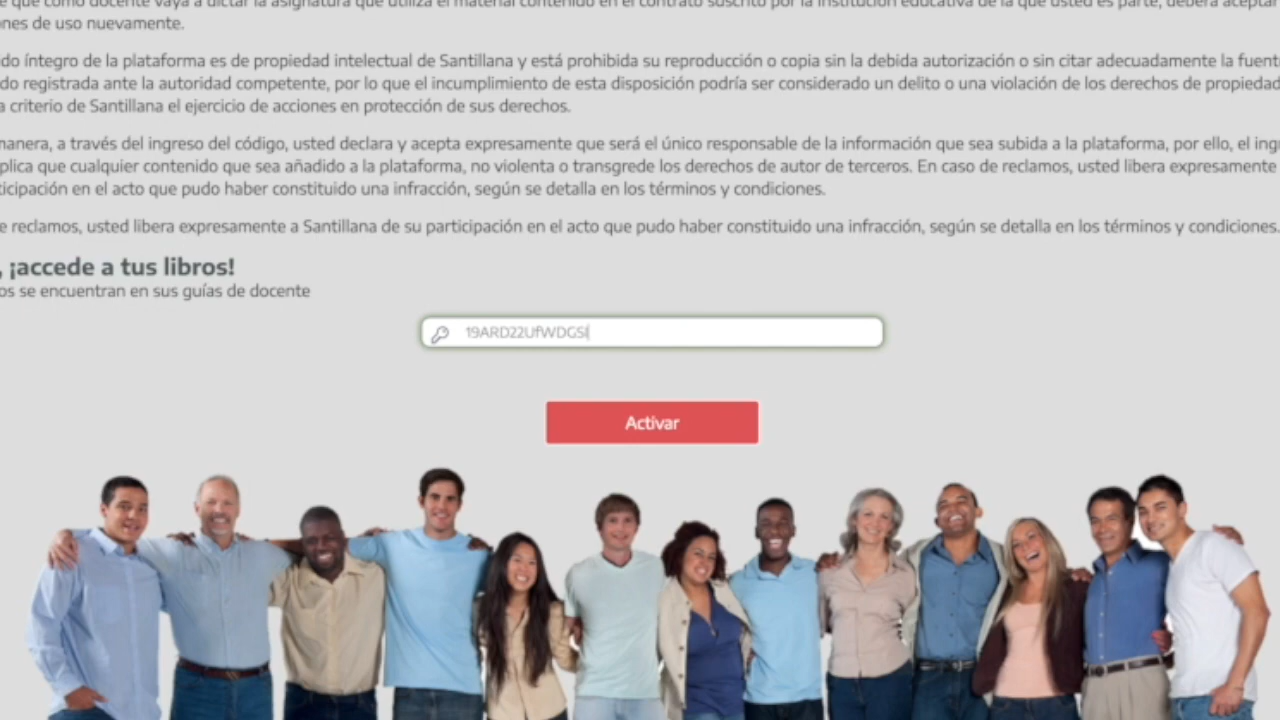 que como docente vaya a dictar la asignatura que utiliza el material contenido en el contrato suscrito por la institución educativa de la que usted es parte, deberá aceptar
nes de uso nuevamente.
do íntegro de la plataforma es de propiedad intelectual de Santillana y está prohibida su reproducción o copia sin la debida autorización o sin citar adecuadamente la fuent
do registrada ante la autoridad competente, por lo que el incumplimiento de esta disposición podría ser considerado un delito o una violación de los derechos de propiedad
a criterio de Santillana el ejercicio de acciones en protección de sus derechos.
manera, a través del ingreso del código, usted declara y acepta expresamente que será el único responsable de la información que sea subida a la plataforma, por ello, el ing
plica que cualquier contenido que sea añadido a la plataforma, no violenta o transgrede los derechos de autor de terceros. En caso de reclamos, usted libera expresamente
ticipación en el acto que pudo haber constituido una infracción, según se detalla en los términos y condiciones.
e reclamos, usted libera expresamente a Santillana de su participación en el acto que pudo haber constituido una infracción, según se detalla en los términos y condiciones.
, ¡accede a tus libros!
os se encuentran en sus guías de docente
Activar